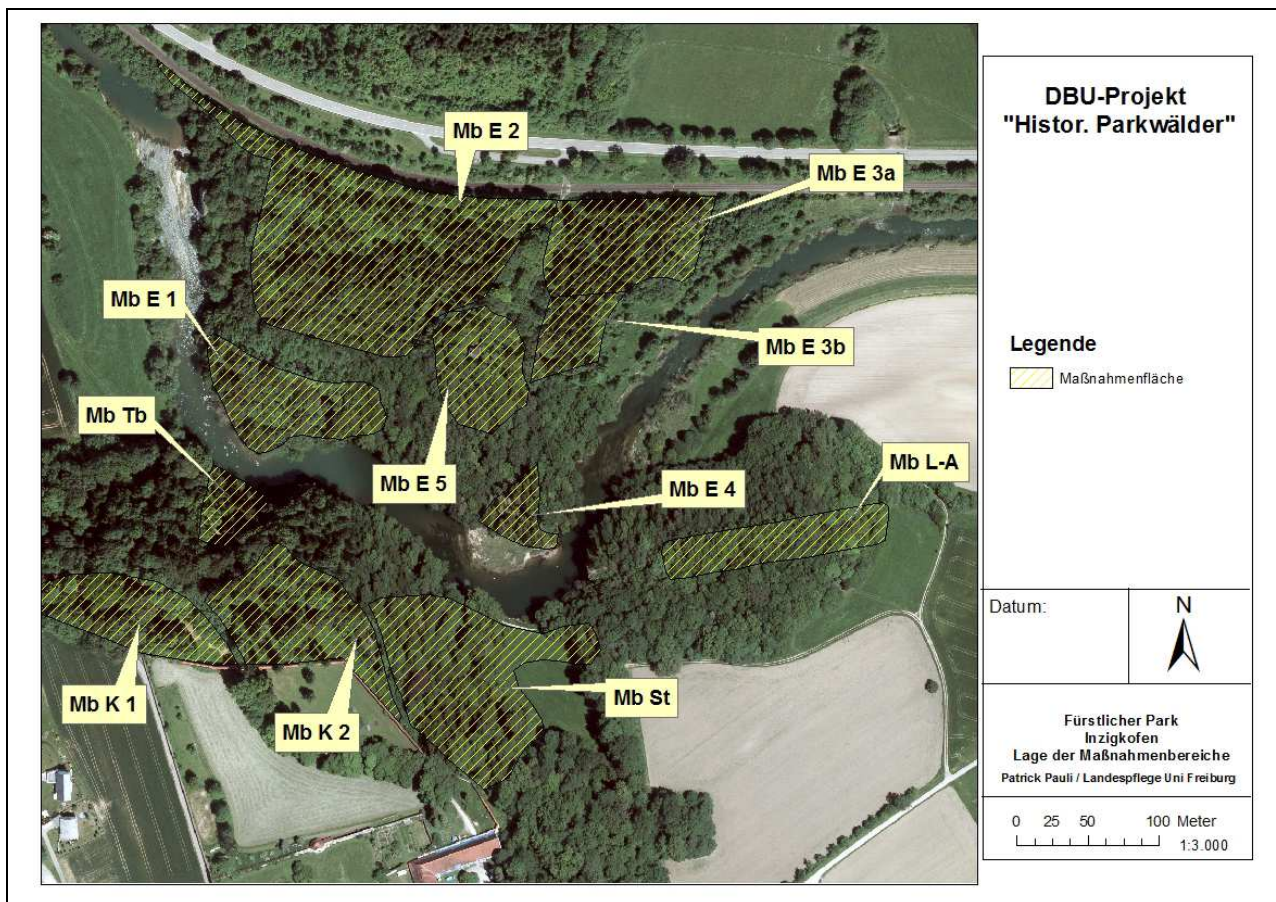 Mb E 2
Mb E 3a
Mb E 1
Mb E 3b
Mb Tb
Mb E 5
Mb E 4
Mb L-A
Mb K 1
Mb K 2
Mb St
DBU-Projekt
"Histor. Parkwälder"
Legende
Maßnahmenfläche
Datum:
N
Fürstlicher Park
Inzigkofen
Lage der Maßnahmenbereiche
Patrick Pauli / Landespflege Uni Freiburg
0 25 50 100 Meter
1:3.000